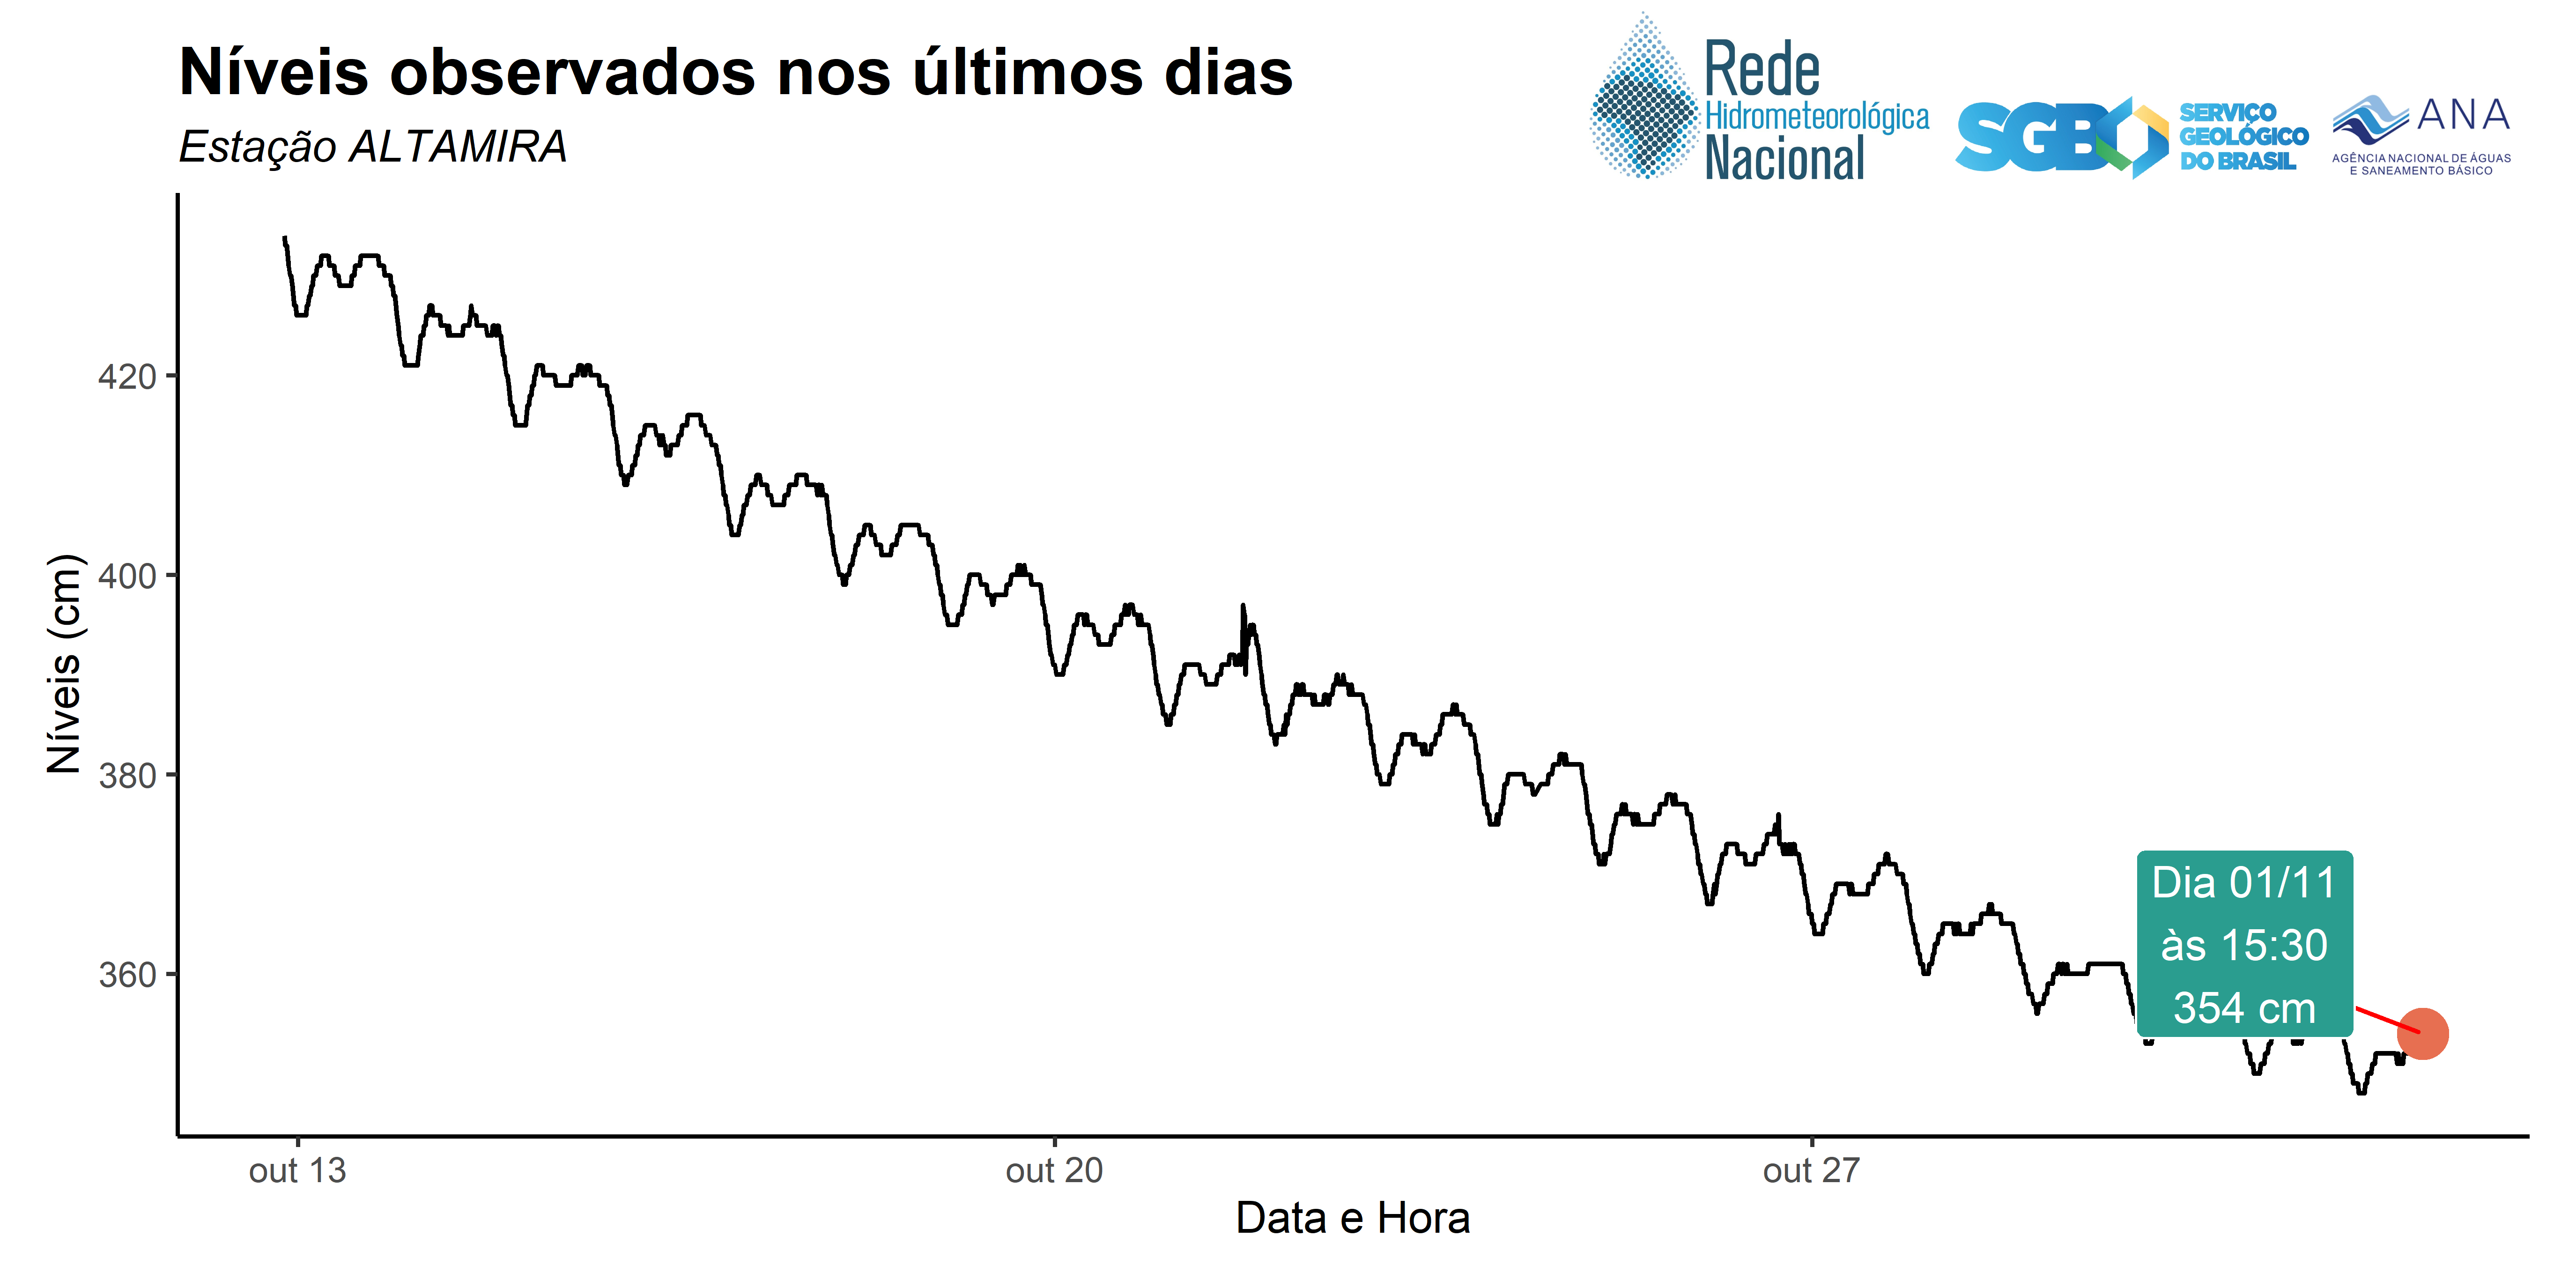 Níveis observados nos últimos dias
Estação ALTAMIRA
Rede
Hidrometeorológica
Nacional
SGB
SERVIÇO
GEOLÓGICO
DO BRASIL
ANA
AGÊNCIA NACIONAL DE ÁGUAS
E SANEAMENTO BÁSICO
Níveis (cm)
420
400
380
360
Dia 01/11
às 15:30
354 cm
out 13
out 20
out 27
Data e Hora